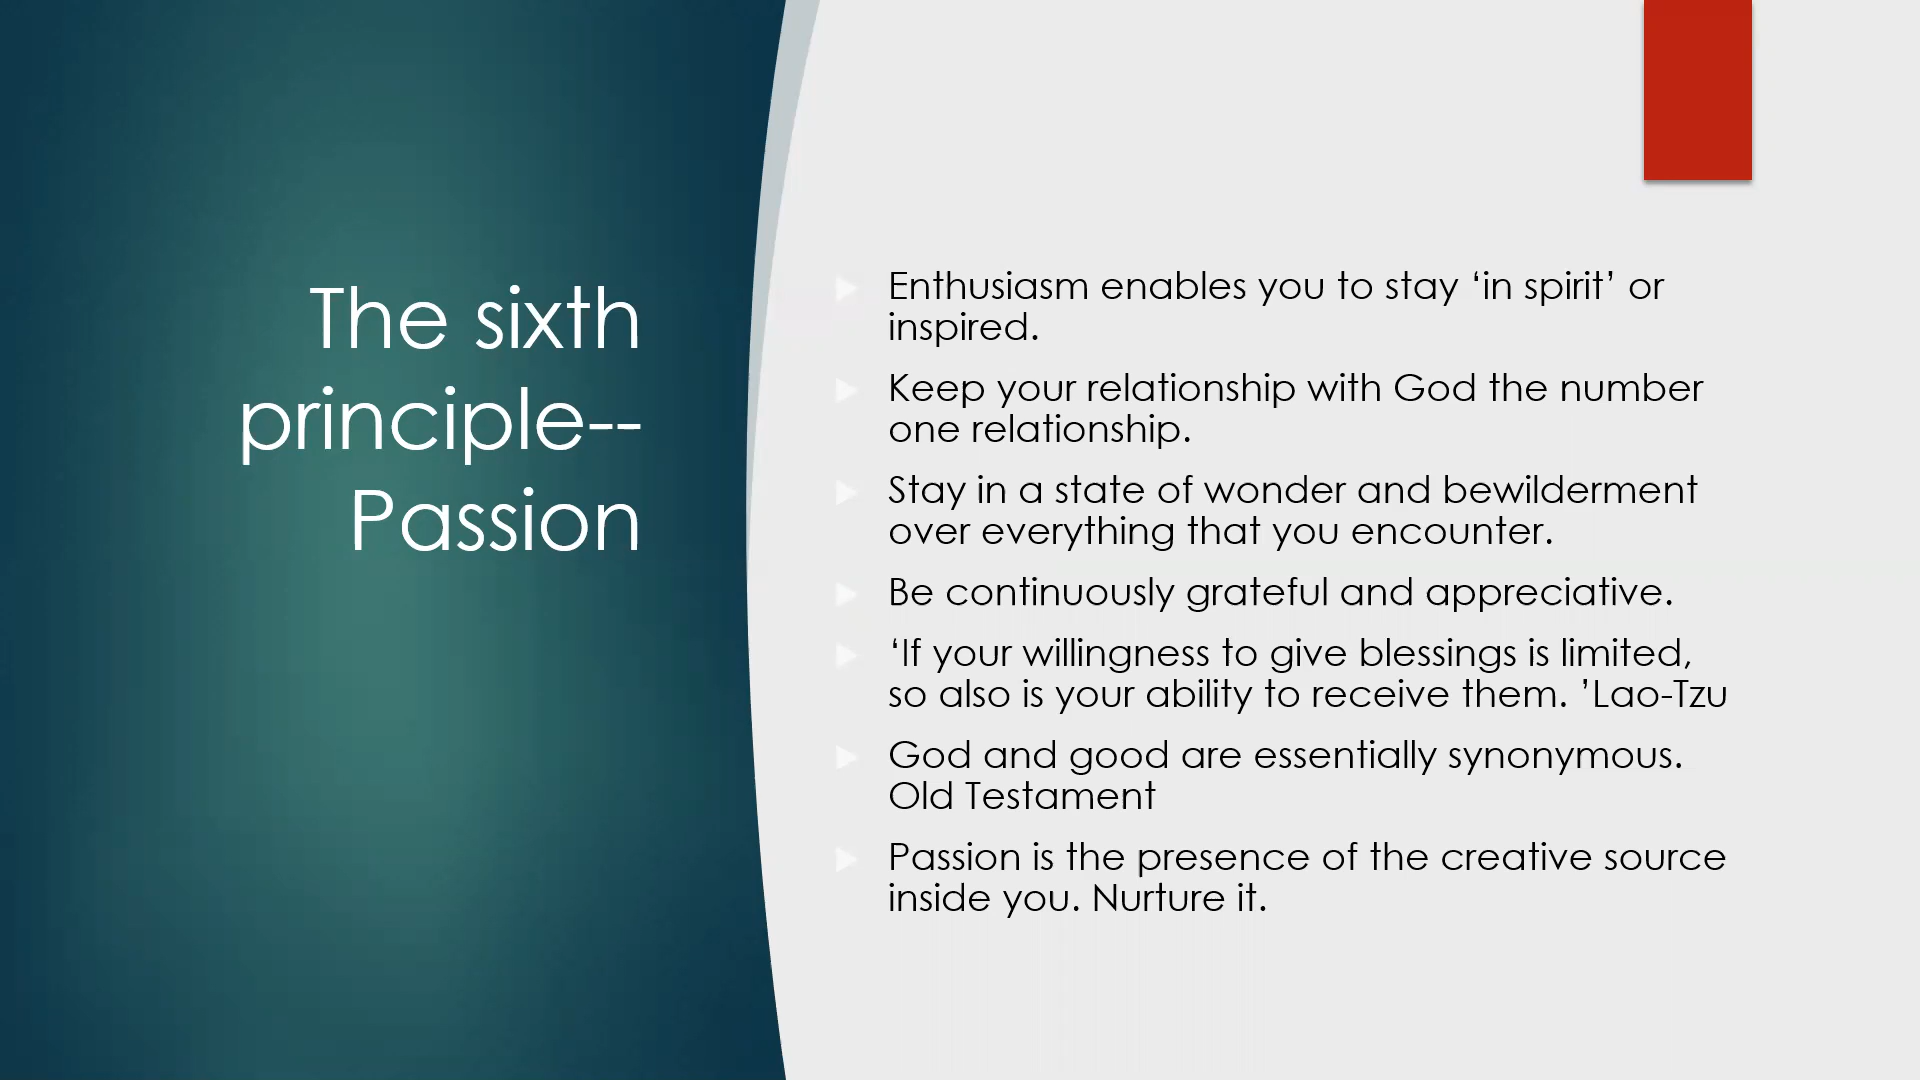 The sixth
principle--
Passion
Enthusiasm enables you to stay ‘in spirit’ or
inspired.
Keep your relationship with God the number
one relationship.
Stay in a state of wonder and bewilderment
over everything that you encounter.
Be continuously grateful and appreciative.
‘If your willingness to give blessings is limited,
so also is your ability to receive them. ’Lao-Tzu
God and good are essentially synonymous.
Old Testament
Passion is the presence of the creative source
inside you. Nurture it.